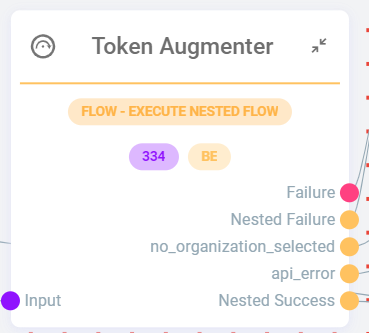 Token Augmenter
FLOW - EXECUTE NESTED FLOW
334 BE
Failure
Nested Failure
no_organization_selected
api_error
Input Nested Success